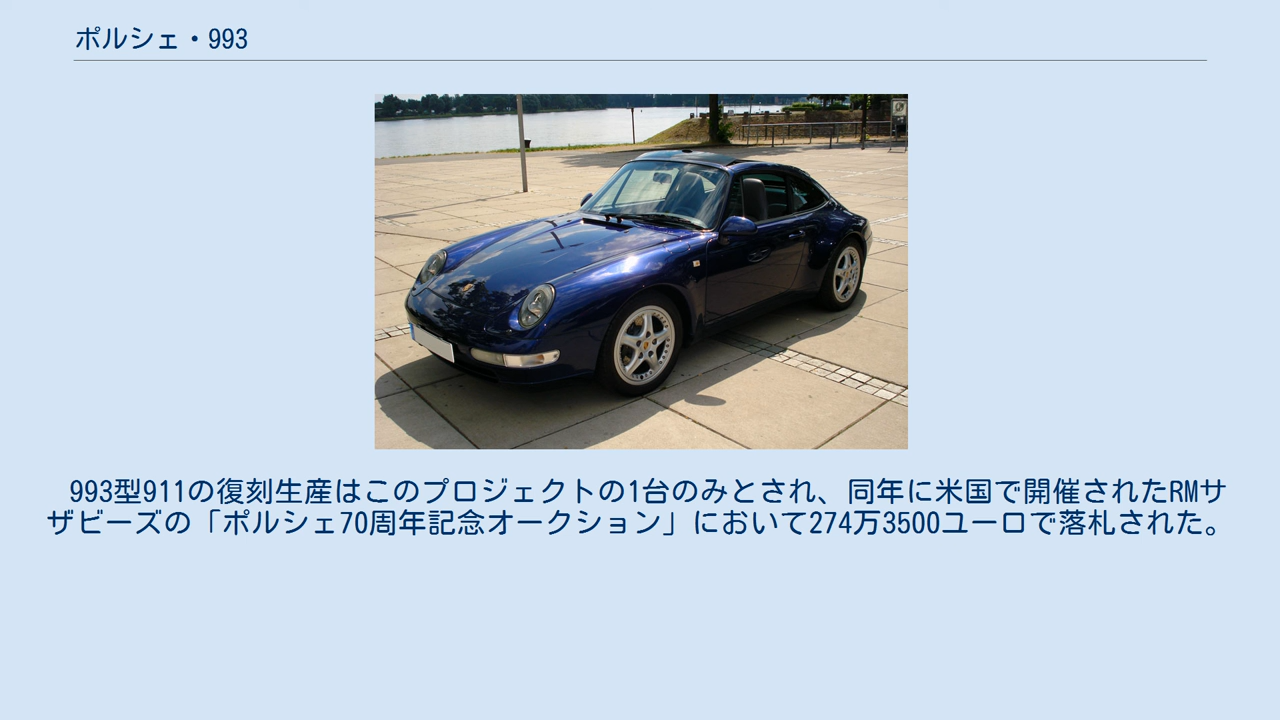 ポルシェ・993
993型911の復刻生産はこのプロジェクトの1台のみとされ、同年に米国で開催されたRMサ
ザビーズの「ポルシェ70周年記念オークション」において274万3500ユーロで落札された。